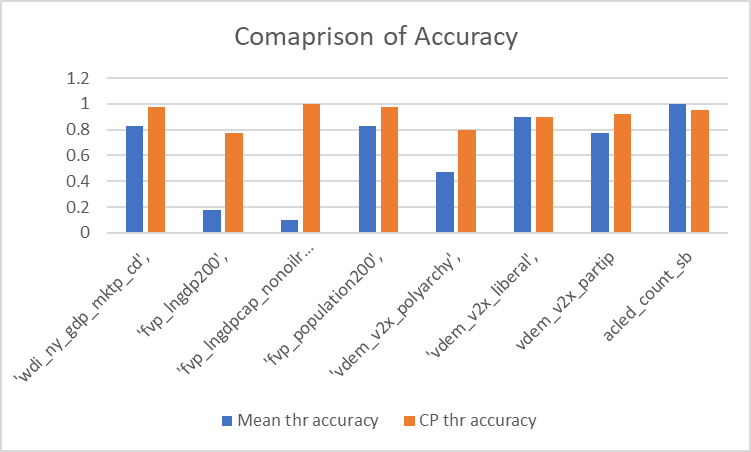 Comaprison of Accuracy
1.2
1
0.8
0.6
0.4
0.2
0
'wdi_ny_gdp_mktp_cd',
'fvp_lngdp200',
'fvp_lngdpcap_nonoilr...
'fvp_population200',
'vdem_v2x_polyarchy',
'vdem_v2x_liberal',
vdem_v2x_partip
acled_count_sb
Mean thr accuracy
CP thr accuracy